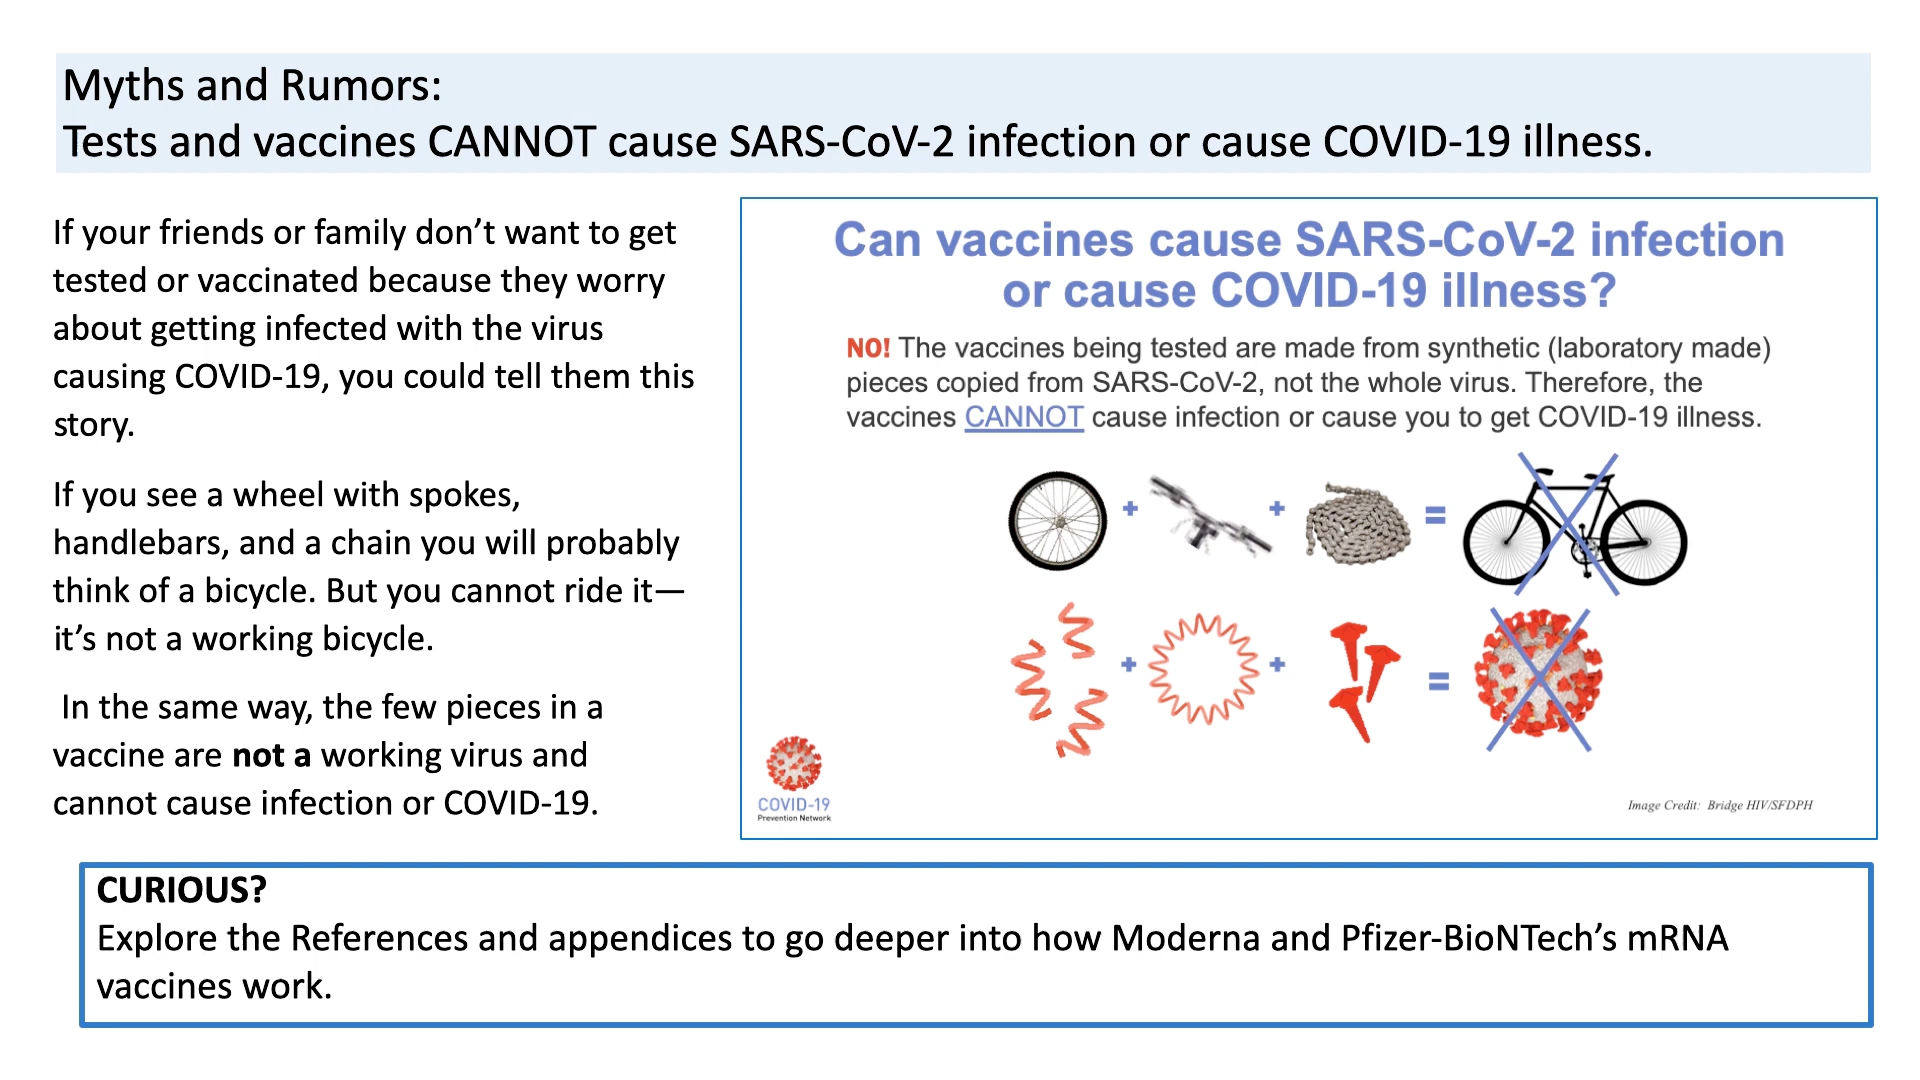 Myths and Rumors:
Tests and vaccines CANNOT cause SARS-CoV-2 infection or cause COVID-19 illness.
If your friends or family don’t want to get
tested or vaccinated because they worry
about getting infected with the virus
causing COVID-19, you could tell them this
story.
If you see a wheel with spokes,
handlebars, and a chain you will probably
think of a bicycle. But you cannot ride it—
it’s not a working bicycle.
In the same way, the few pieces in a
vaccine are not a working virus and
cannot cause infection or COVID-19.
Can vaccines cause SARS-CoV-2 infection
or cause COVID-19 illness?
NO! The vaccines being tested are made from synthetic (laboratory made)
pieces copied from SARS-CoV-2, not the whole virus. Therefore, the
vaccines CANNOT cause infection or cause you to get COVID-19 illness.
+ + =
+ + =
COVID-19
Prevention Network
Image Credit: Bridge HIV/SFDPH
CURIOUS?
Explore the References and appendices to go deeper into how Moderna and Pfizer-BioNTech’s mRNA
vaccines work.